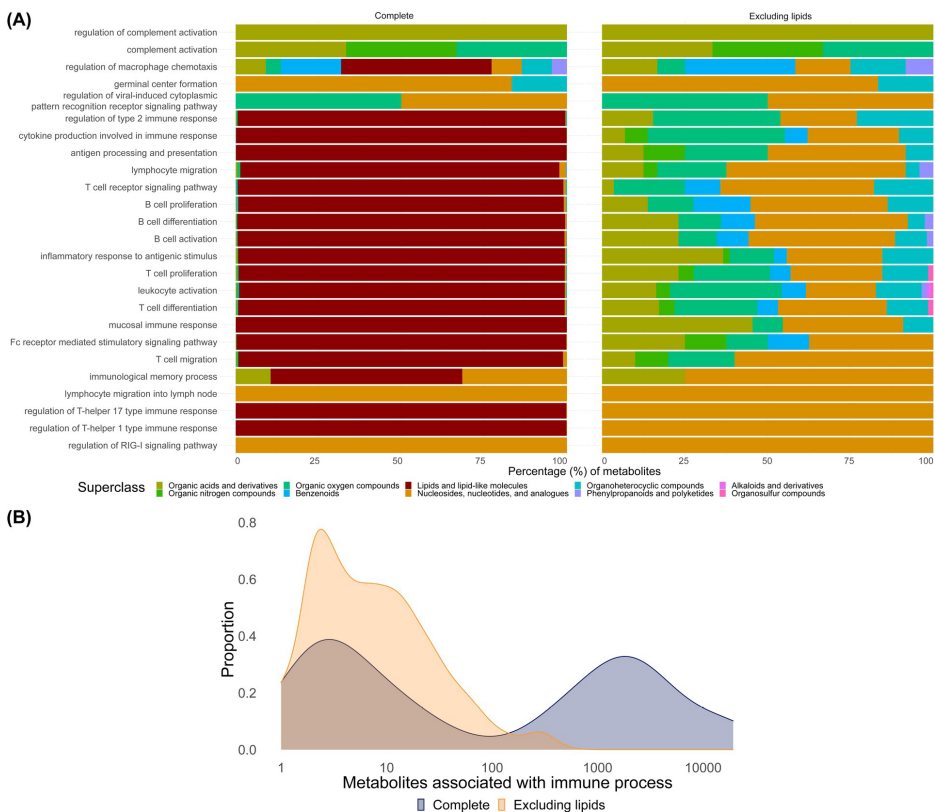 (A)
Complete
Excluding lipids
regulation of complement activation
complement activation
regulation of macrophage chemotaxis
germinal center formation
regulation of viral-induced cytoplasmic
pattern recognition receptor signaling pathway
regulation of type 2 immune response
cytokine production involved in immune response
antigen processing and presentation
lymphocyte migration
T cell receptor signaling pathway
B cell proliferation
B cell differentiation
B cell activation
inflammatory response to antigenic stimulus
T cell proliferation
leukocyte activation
T cell differentiation
mucosal immune response
Fc receptor mediated stimulatory signaling pathway
T cell migration
immunological memory process
lymphocyte migration into lymph node
regulation of T-helper 17 type immune response
regulation of T-helper 1 type immune response
regulation of RIG-I signaling pathway
0 25 50 75 100 0 25 50 75 100
Percentage (%) of metabolites
Superclass
Organic acids and derivatives Organic oxygen compounds Lipids and lipid-like molecules Organoheterocyclic compounds Alkaloids and derivatives
Organic nitrogen compounds Benzenoids Nucleosides, nucleotides, and analogues Phenylpropanoids and polyketides Organosulfur compounds
(B)
0.8
0.6
0.4
0.2
0.0
Proportion
1 10 100 1000 10000
Metabolites associated with immune process
Complete Excluding lipids